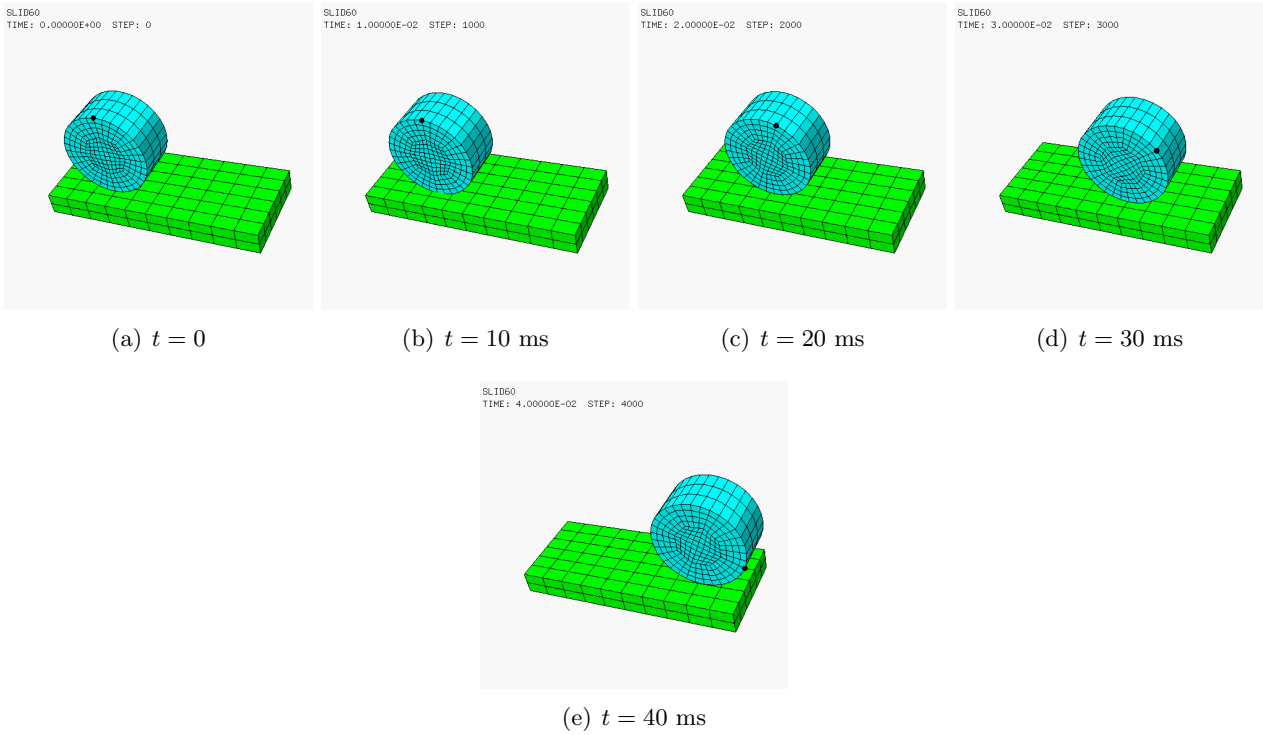 SLID60
TIME: 0.00000E+00 STEP: 0
SLID60
TIME: 1.00000E-02 STEP: 1000
SLID60
TIME: 2.00000E-02 STEP: 2000
SLID60
TIME: 3.00000E-02 STEP: 3000
(a) t = 0
(b) t = 10 ms
(c) t = 20 ms
(d) t = 30 ms
SLID60
TIME: 4.00000E-02 STEP: 4000
(e) t = 40 ms